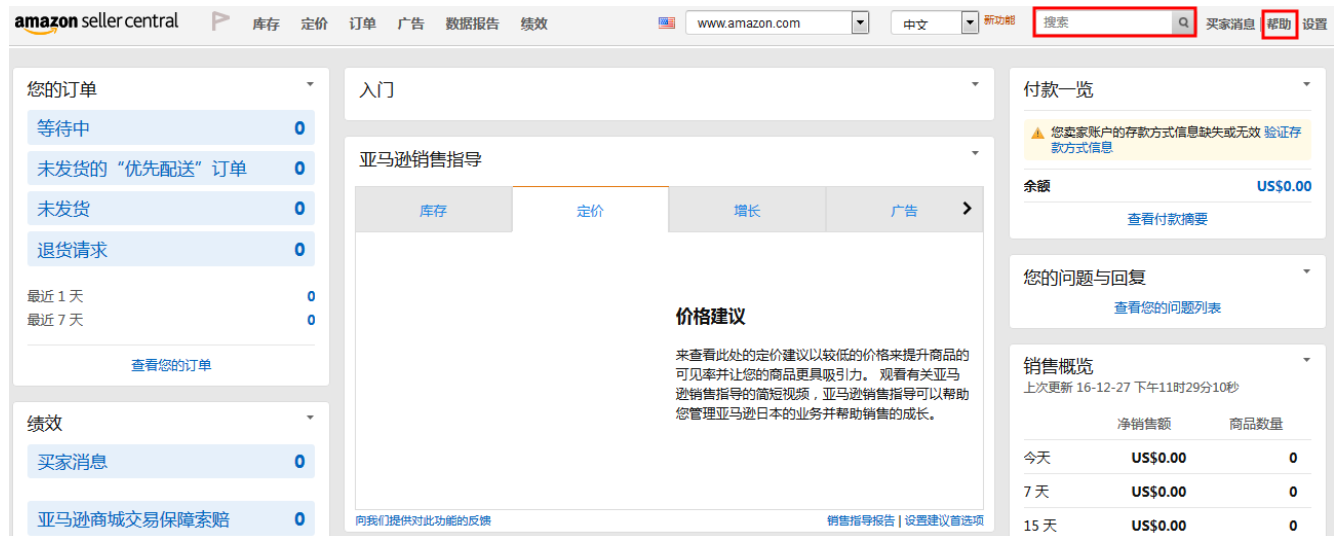 amazon seller central
库存 定价 订单 广告 数据报告 绩效
www.amazon.com
中文
新功能
搜索
买家消息 | 帮助 设置
您的订单
等待中 0
未发货的“优先配送”订单 0
未发货 0
退货请求 0
最近 1 天 0
最近 7 天 0
查看您的订单
绩效
买家消息 0
亚马逊商城交易保障索赔 0
入门
亚马逊销售指导
库存 定价 增长 广告
价格建议
来查看此处的定价建议以较低的价格来提升商品的
可见率并让您的商品更具吸引力。 观看有关亚马
逊销售指导的简短视频，亚马逊销售指导可以帮助
您管理亚马逊日本的业务并帮助销售的成长。
向我们提供对此功能的反馈
销售指导报告 | 设置建议首选项
付款一览
您卖家账户的存款方式信息缺失或无效 验证存
款方式信息
余额 US$0.00
查看付款摘要
您的问题与回复
查看您的问题列表
销售概览
上次更新 16-12-27 下午11时29分10秒
净销售额 商品数量
今天 US$0.00 0
7 天 US$0.00 0
15 天 US$0.00 0